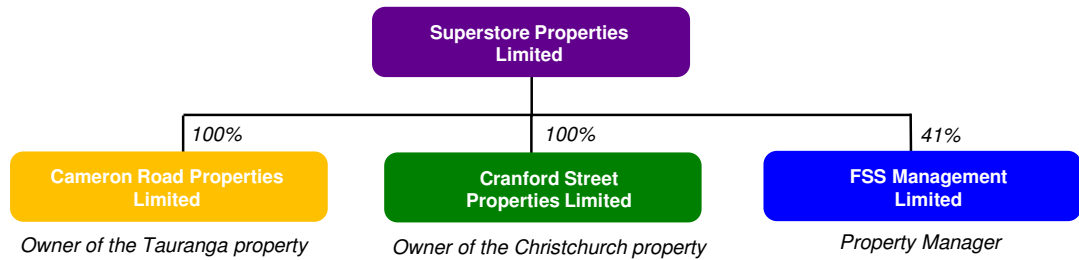 Superstore Properties
Limited
100%
100%
41%
Cameron Road Properties
Limited
Cranford Street
Properties Limited
FSS Management
Limited
Owner of the Tauranga property
Owner of the Christchurch property
Property Manager